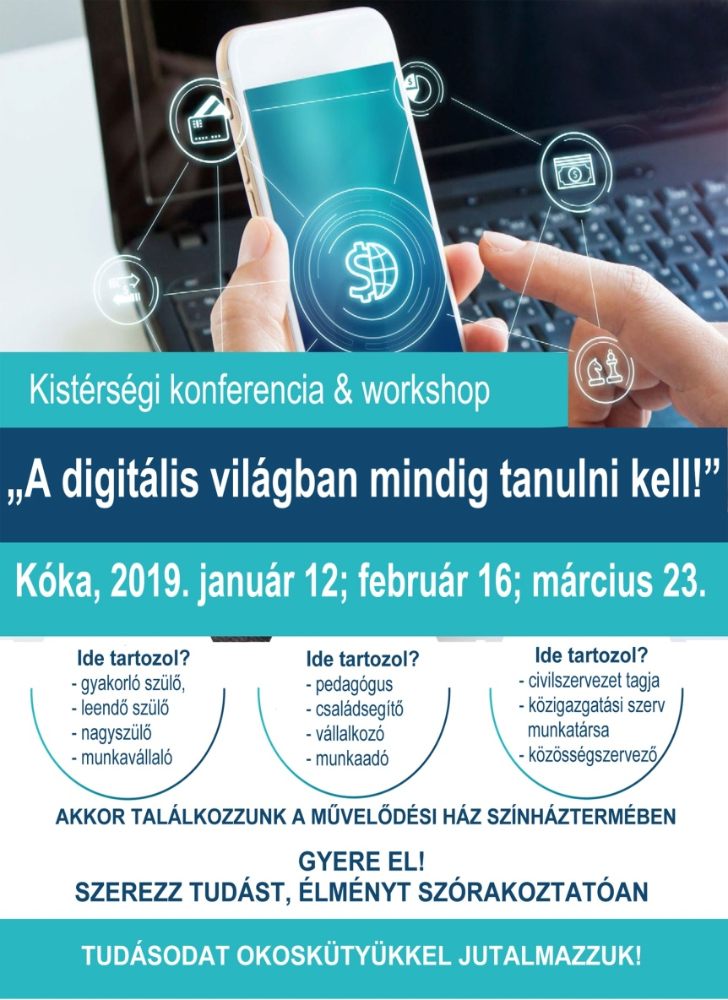 Kistérségi konferencia & workshop
„A digitális világban mindig tanulni kell!”
Kóka, 2019. január 12; február 16; március 23.
Ide tartozol?
- gyakorló szülő,
- leendő szülő
- nagyszülő
- munkavállaló
Ide tartozol?
- pedagógus
- családsegítő
- vállalkozó
- munkaadó
Ide tartozol?
- civilszervezet tagja
- közigazgatási szerv
munkatársa
- közösségszervező
AKKOR TALÁLKOZZUNK A MŰVELŐDÉSI HÁZ SZÍNHÁZTERMÉBEN
GYERE EL!
SZEREZZ TUDÁST, ÉLMÉNYT SZÓRAKOZTATÓAN
TUDÁSODAT OKOSKÜTYÜKKEL JUTALMAZZUK!